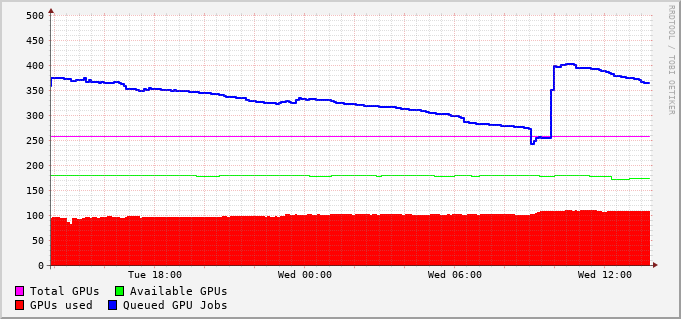 500
450
400
350
300
250
200
150
100
50
0
Tue 18:00 Wed 00:00 Wed 06:00 Wed 12:00
Total GPUs Available GPUs
GPUs used Queued GPU Jobs
RRDTOOL / TOBI OETIKER